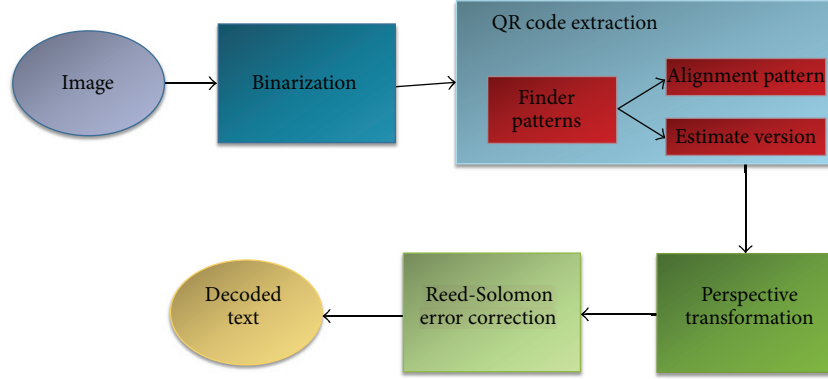 Image
Binarization
QR code extraction
Finder
patterns
Alignment pattern
Estimate version
Perspective
transformation
Reed-Solomon
error correction
Decoded
text